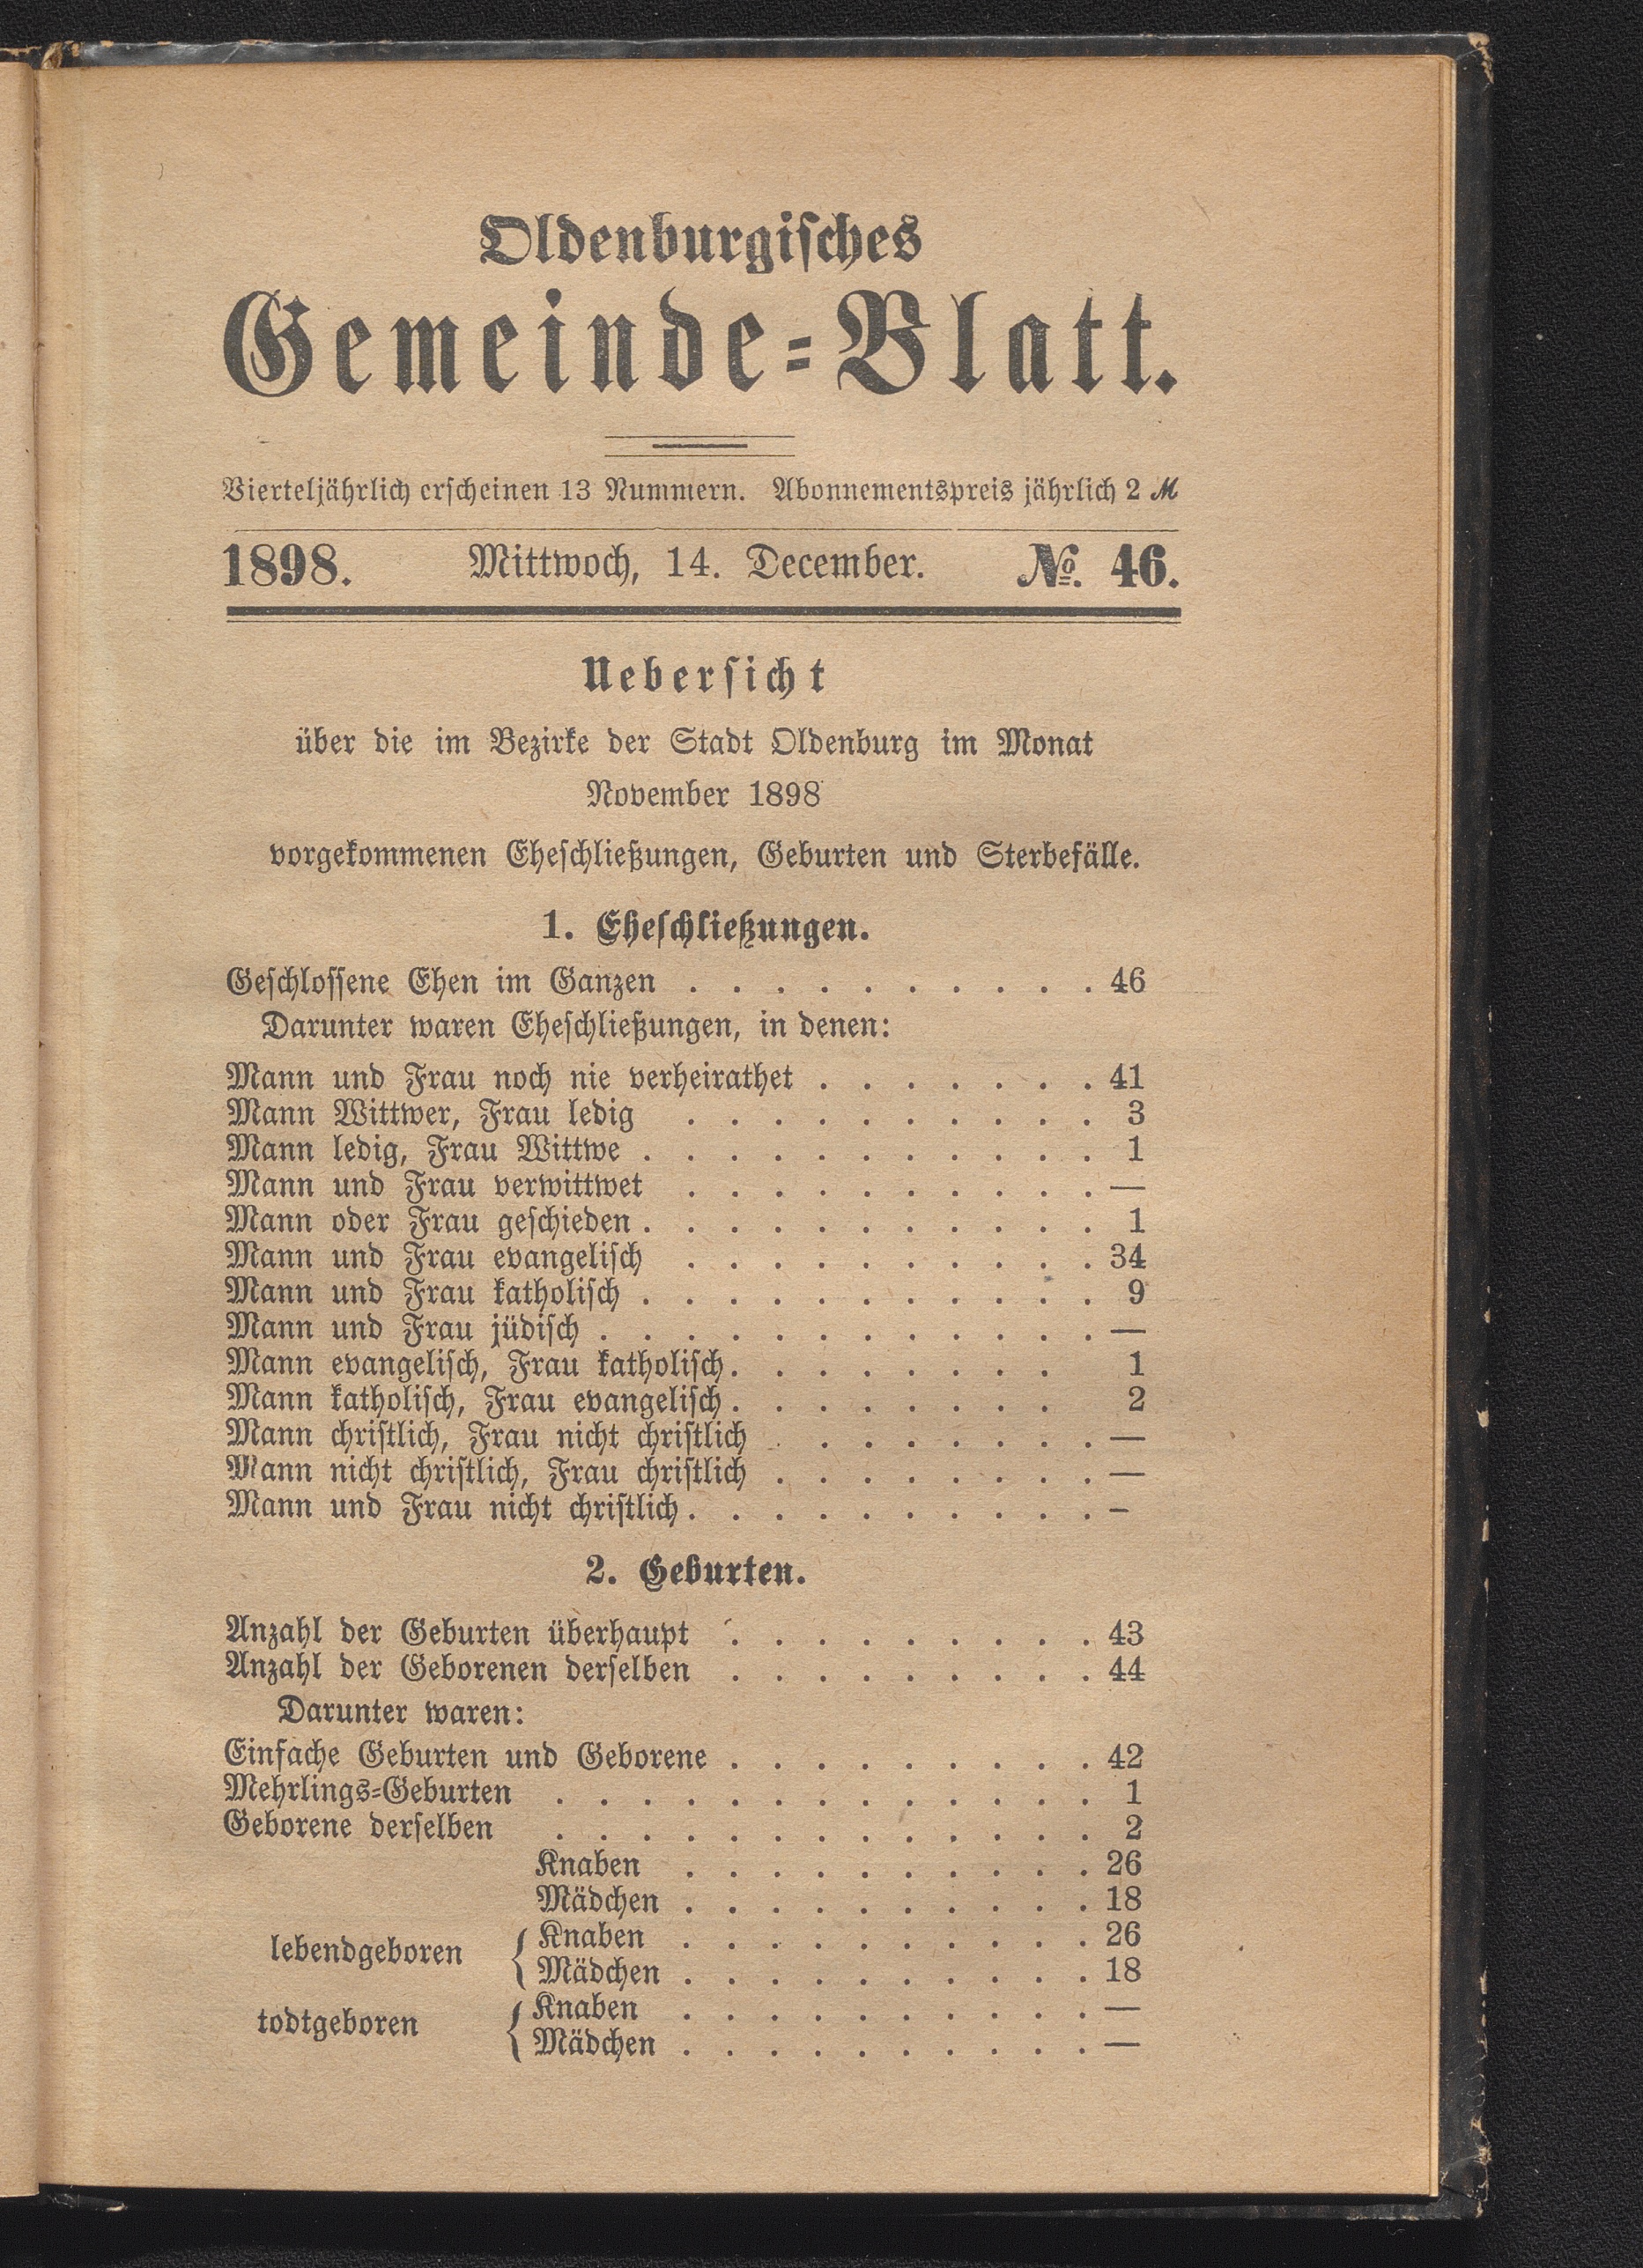 Oldenburgisches
Gemeinde-Blatt.
Vierteljährlich erscheinen 13 Nummern. Abonnementspreis jährlich 2 ℳ
1898. Mittwoch, 14. December. №. 46.
Uebersicht
über die im Bezirke der Stadt Oldenburg im Monat
November 1898
vorgekommenen Eheschließungen, Geburten und Sterbefälle.
1. Eheschließungen.
Geschlossene Ehen im Ganzen . . . . . . . . . . 46
Darunter waren Eheschließungen, in denen:
Mann und Frau noch nie verheirathet . . . . . . . 41
Mann Wittwer, Frau ledig . . . . . . . . . . 3
Mann ledig, Frau Wittwe . . . . . . . . . . . 1
Mann und Frau verwittwet . . . . . . . . . . —
Mann oder Frau geschieden . . . . . . . . . . . 1
Mann und Frau evangelisch . . . . . . . . . . 34
Mann und Frau katholisch . . . . . . . . . . . 9
Mann und Frau jüdisch . . . . . . . . . . . . —
Mann evangelisch, Frau katholisch . . . . . . . . 1
Mann katholisch, Frau evangelisch . . . . . . . . 2
Mann christlich, Frau nicht christlich . . . . . . . —
Mann nicht christlich, Frau christlich . . . . . . . . —
Mann und Frau nicht christlich . . . . . . . . . . –
2. Geburten.
Anzahl der Geburten überhaupt . . . . . . . . . 43
Anzahl der Geborenen derselben . . . . . . . . . 44
Darunter waren:
Einfache Geburten und Geborene . . . . . . . . . 42
Mehrlings-Geburten . . . . . . . . . . . . . 1
Geborene derselben . . . . . . . . . . . . . 2
Knaben . . . . . . . . . . 26
Mädchen . . . . . . . . . . 18
lebendgeboren { Knaben . . . . . . . . . . 26
Mädchen . . . . . . . . . . 18
todtgeboren { Knaben . . . . . . . . . . —
Mädchen . . . . . . . . . . —